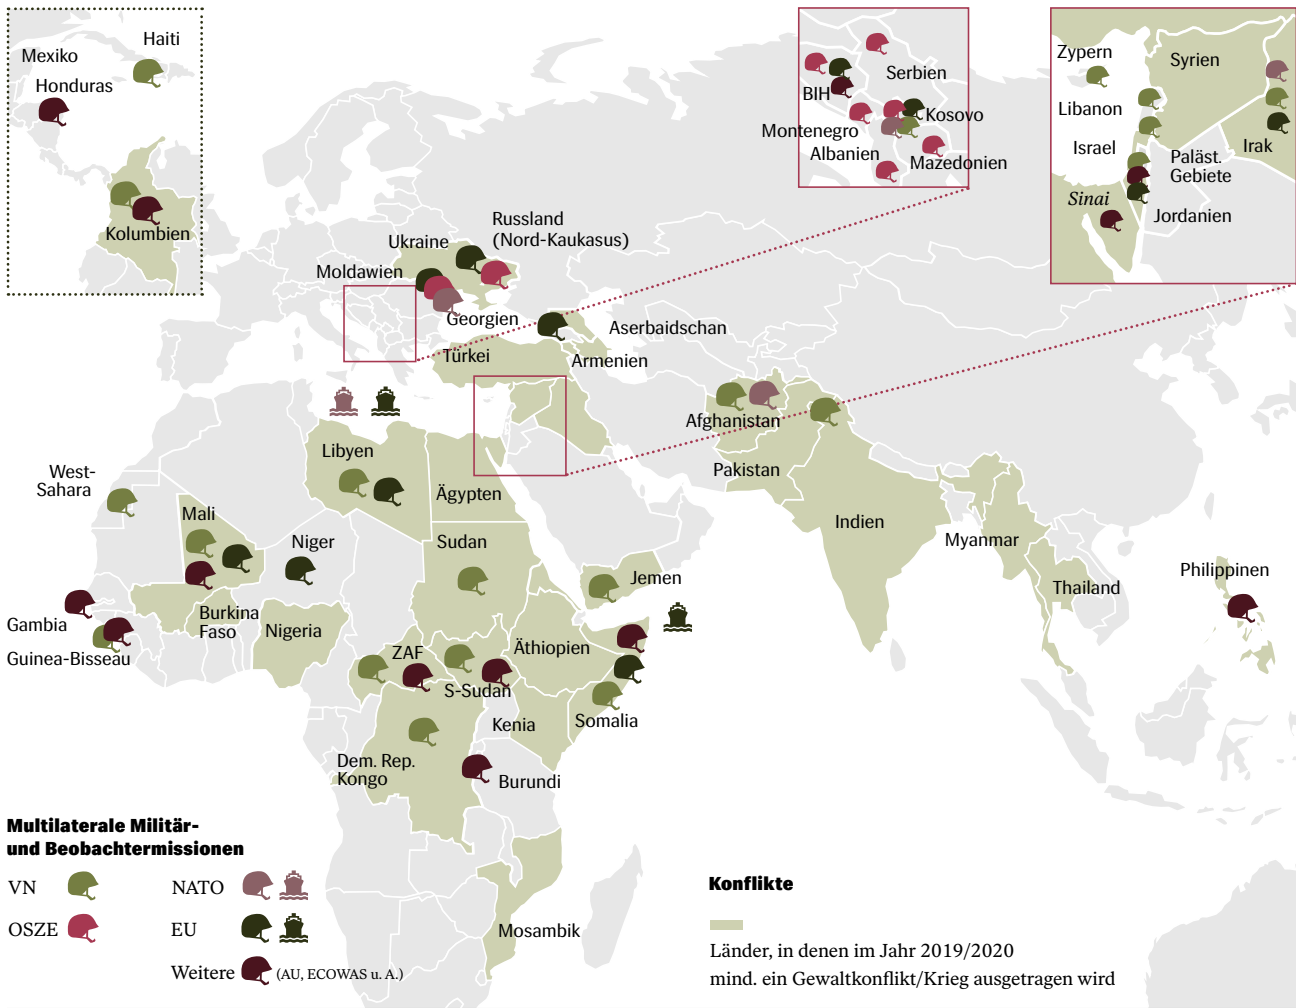 Mexiko
Haiti
Honduras
Kolumbien
Serbien
BIH
Kosovo
Montenegro
Albanien
Mazedonien
Zypern
Syrien
Libanon
Israel
Paläst.
Gebiete
Irak
Sinai
Jordanien
Russland
(Nord-Kaukasus)
Ukraine
Moldawien
Georgien
Aserbaidschan
Türkei
Armenien
Afghanistan
Pakistan
Libyen
Ägypten
West-
Sahara
Mali
Niger
Sudan
Indien
Myanmar
Jemen
Thailand
Philippinen
Gambia
Burkina
Faso
Nigeria
Guinea-Bissau
ZAF
Äthiopien
S-Sudan
Kenia
Somalia
Dem. Rep.
Kongo
Burundi
Mosambik
Multilaterale Militär-
und Beobachtermissionen
VN
NATO
OSZE
EU
Weitere (AU, ECOWAS u. A.)
Konflikte
Länder, in denen im Jahr 2019/2020
mind. ein Gewaltkonflikt/Krieg ausgetragen wird